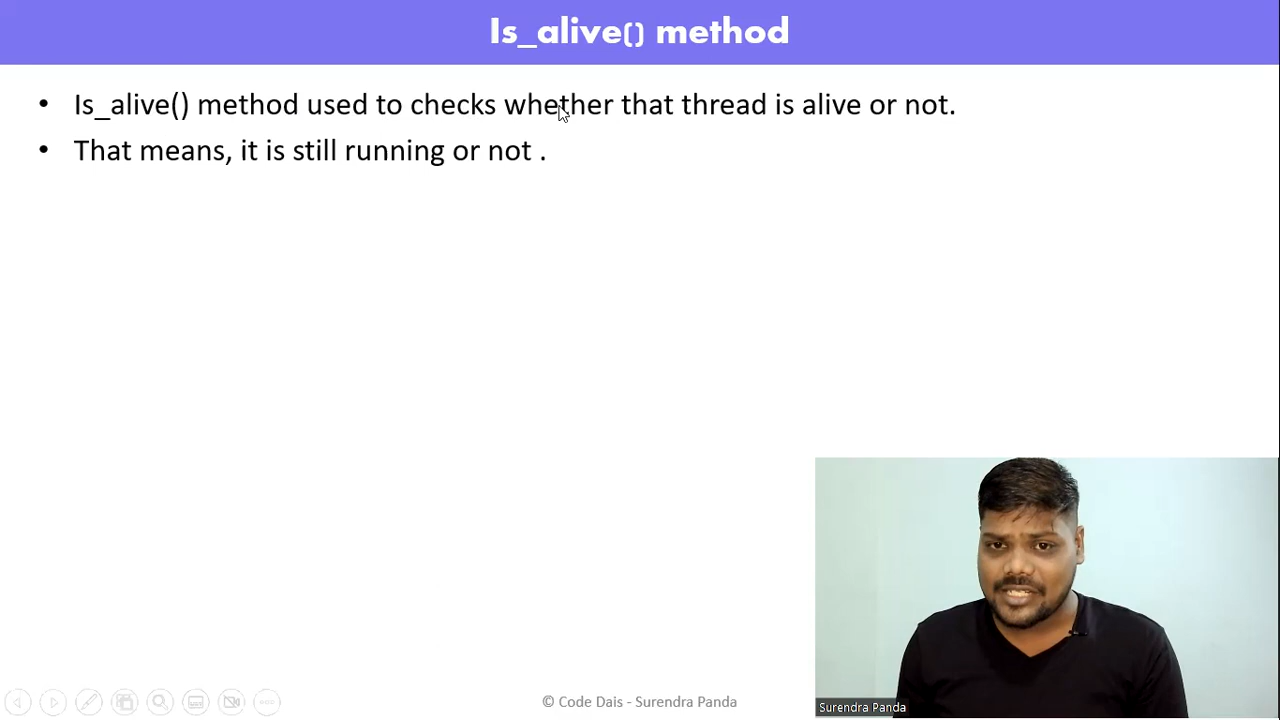 Is_alive() method
• Is_alive() method used to checks whether that thread is alive or not.
• That means, it is still running or not .
Surendra Panda
© Code Dais - Surendra Panda